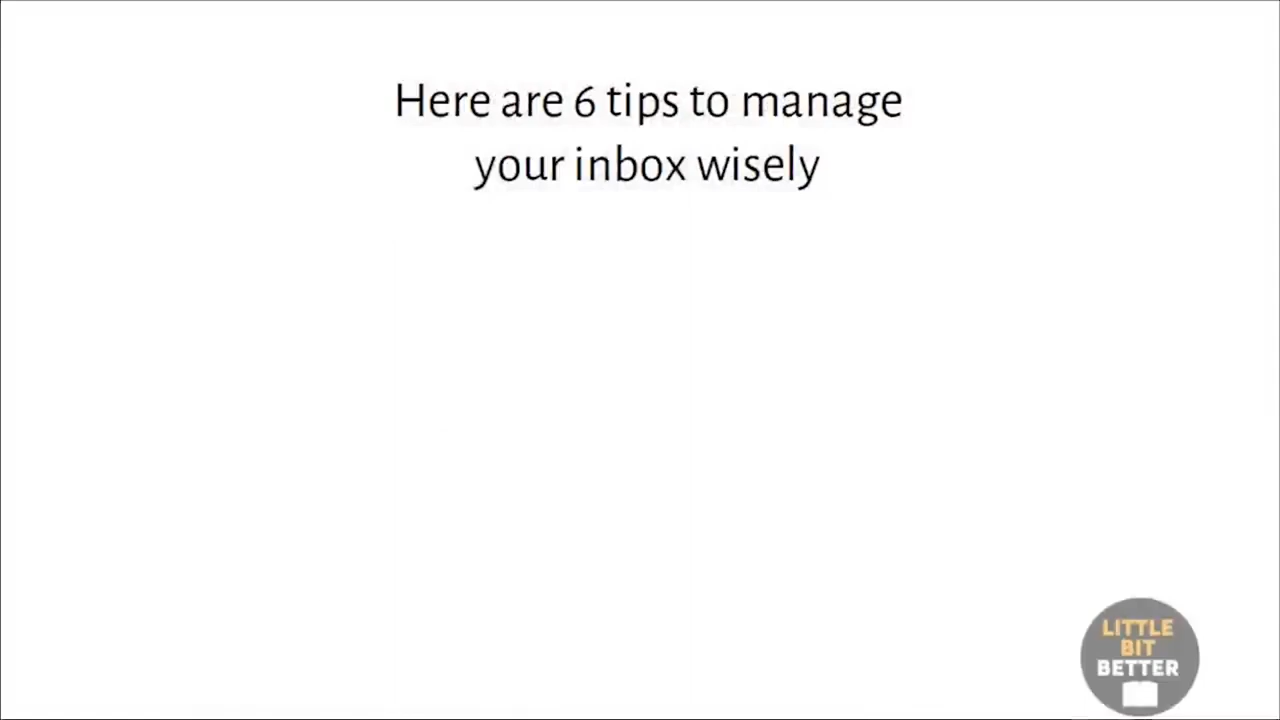 Here are 6 tips to manage
your inbox wisely
LITTLE
BIT
BETTER